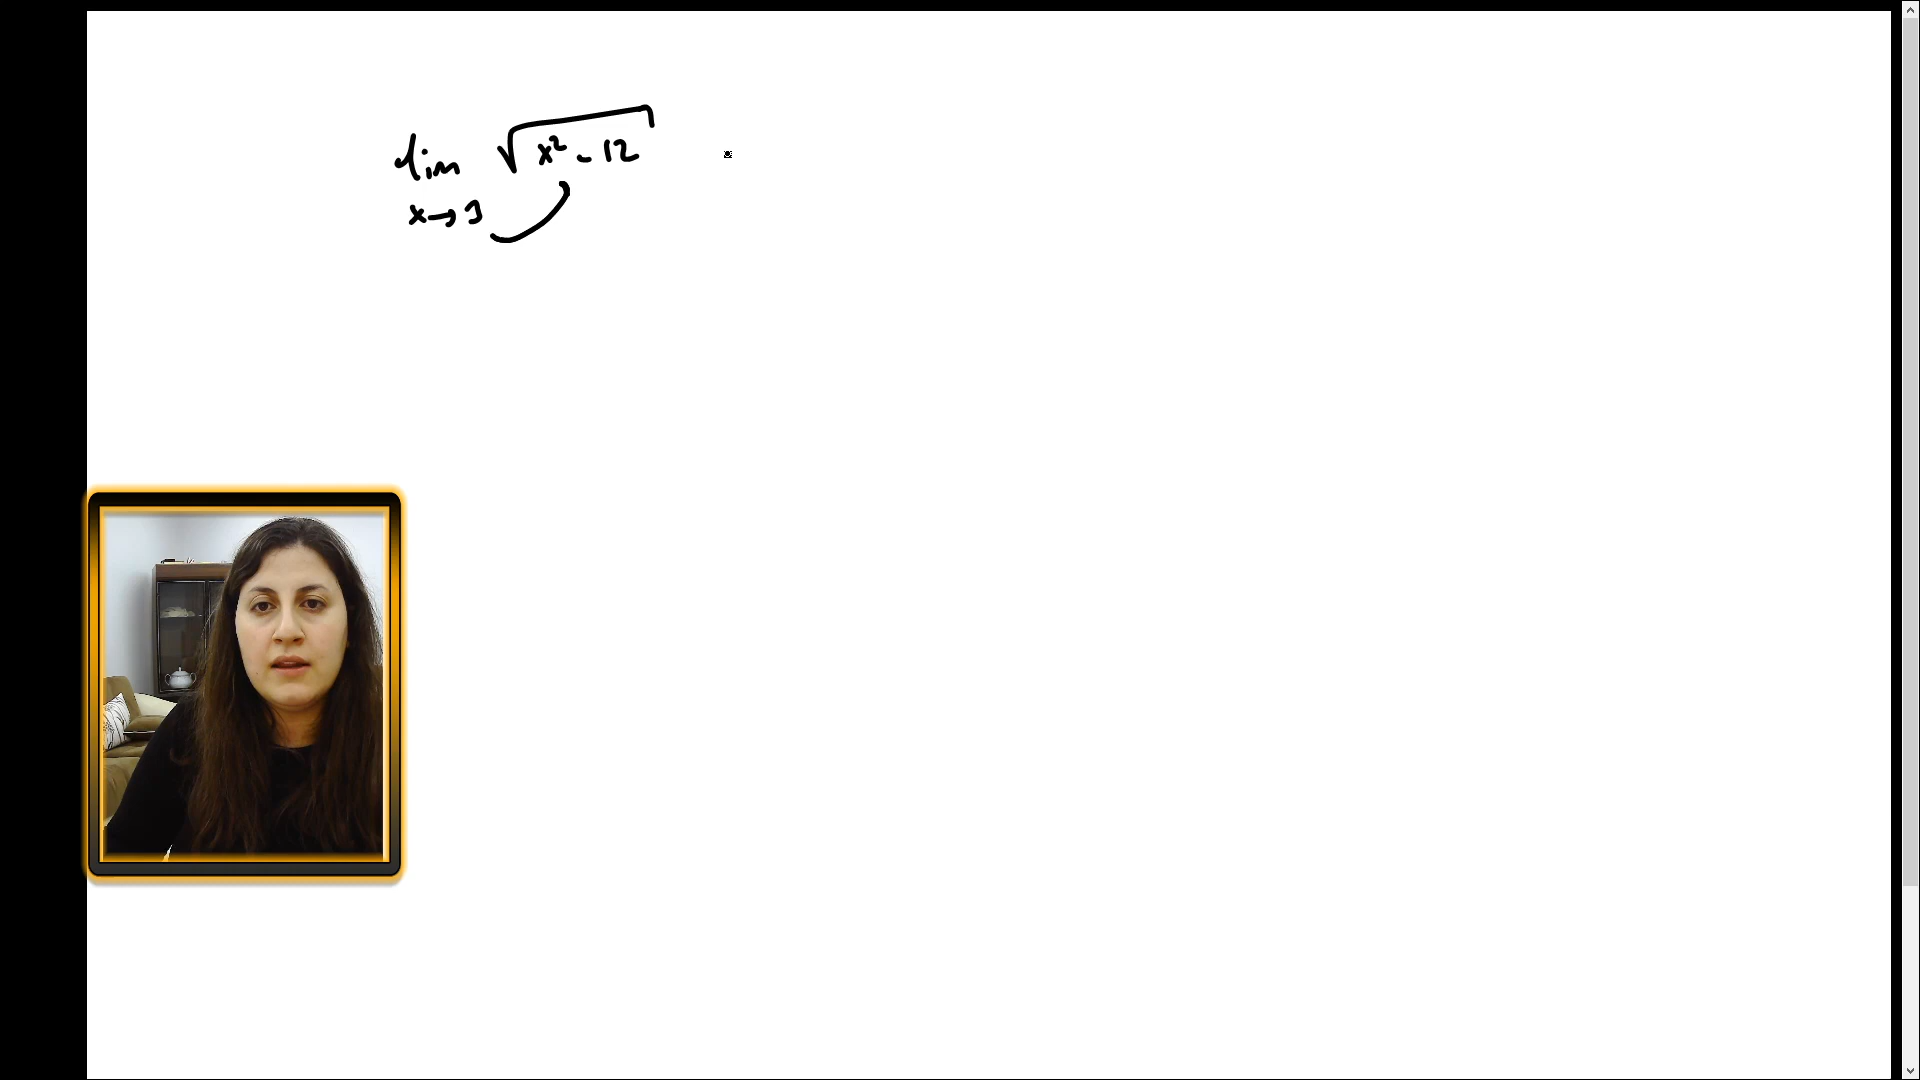 lim √(x² - 12)
x→3